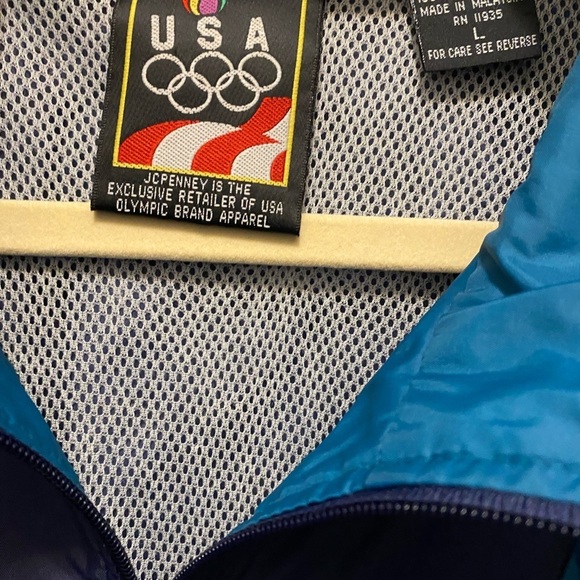 USA
JCPENNEY IS THE
EXCLUSIVE RETAILER OF USA
OLYMPIC BRAND APPAREL
MADE IN
RN 11935
L
FOR CARE SEE REVERSE